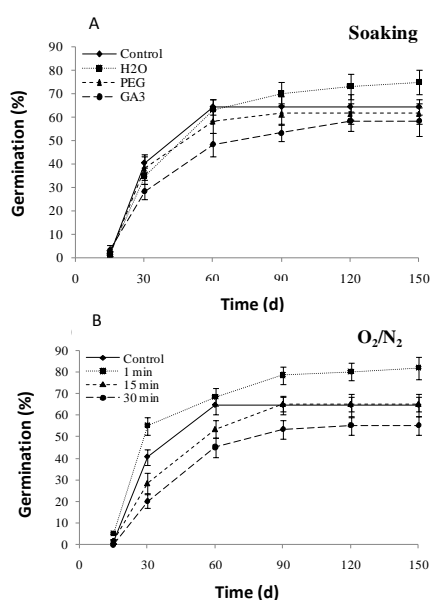 A
Soaking
Control
H2O
PEG
GA3
90
80
70
60
50
40
30
20
10
0
Germination (%)
0 30 60 90 120 150
Time (d)
B
O₂/N₂
Control
1 min
15 min
30 min
90
80
70
60
50
40
30
20
10
0
Germination (%)
0 30 60 90 120 150
Time (d)